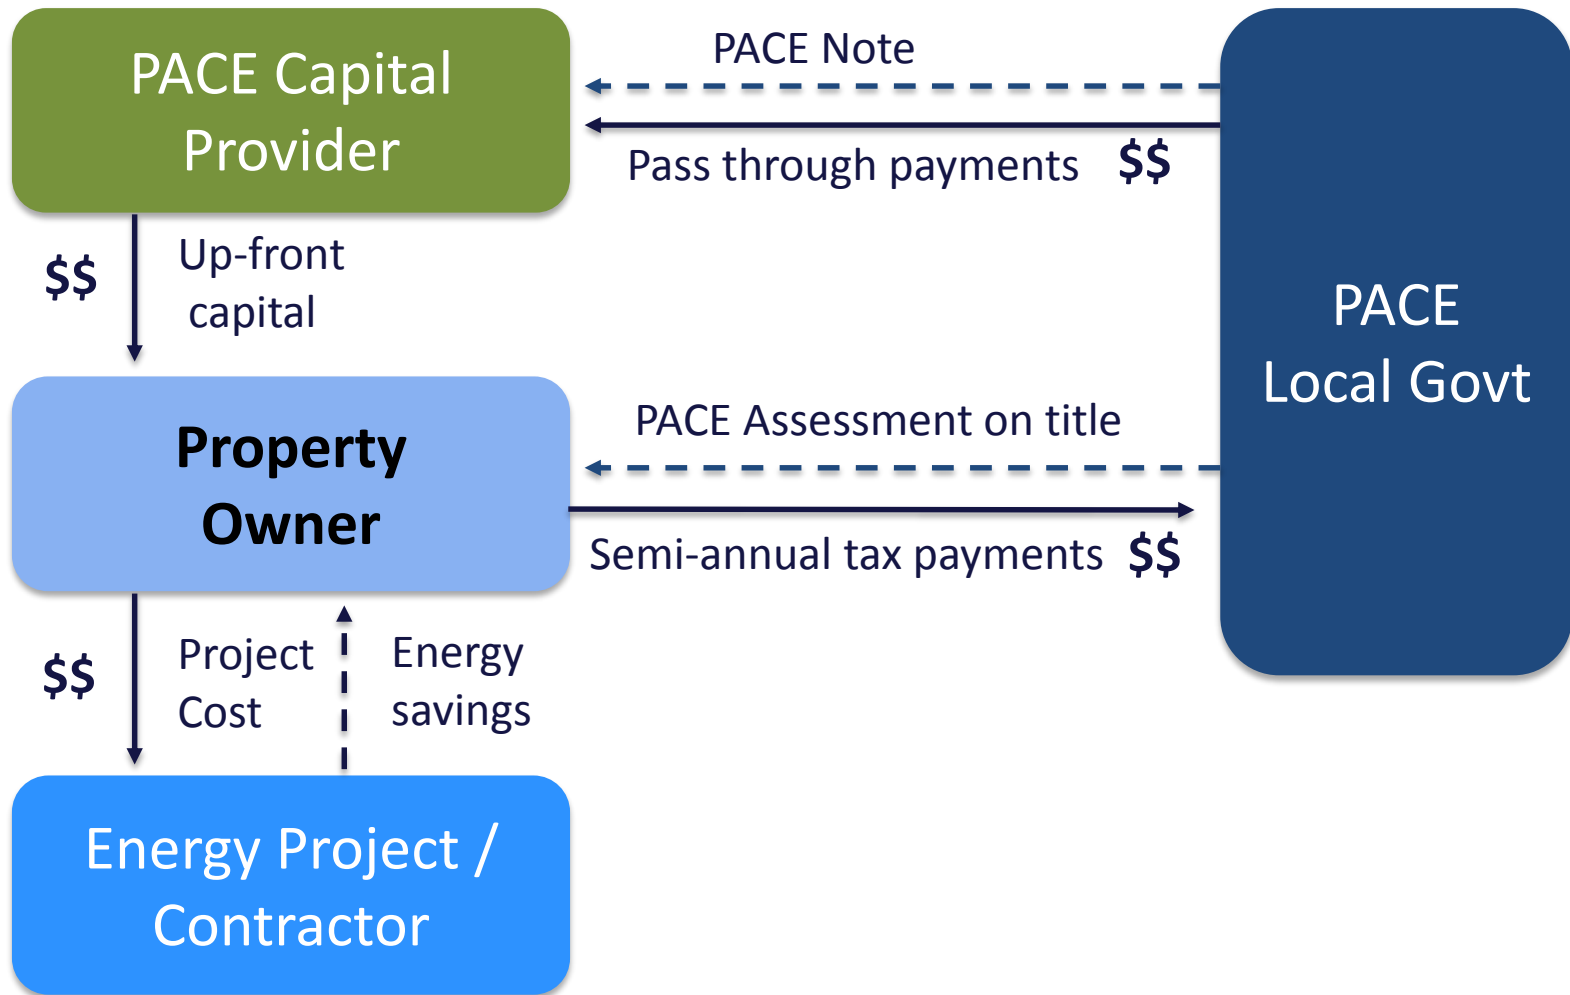 PACE Capital
Provider
PACE Note
Pass through payments $$
$$
Up-front
capital
PACE
Local Govt
Property
Owner
PACE Assessment on title
Semi-annual tax payments $$
$$
Project
Cost
Energy
savings
Energy Project /
Contractor